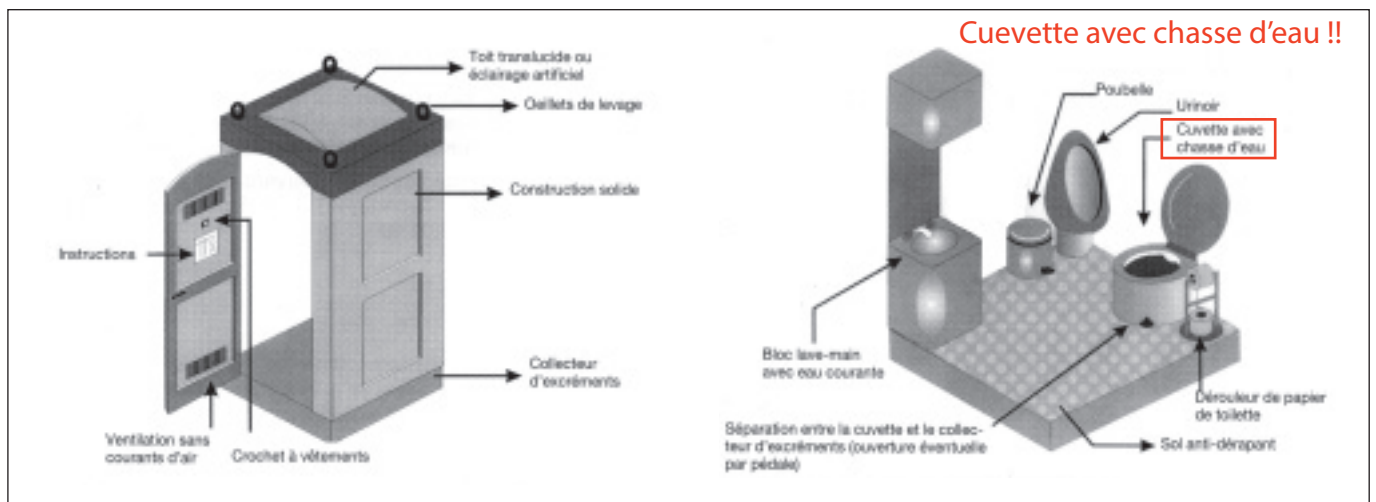 Cuevette avec chasse d'eau !!
Toit translucide ou
éclairage artificiel
Oeillets de levage
Construction solide
Instructions
Collecteur
d'excréments
Ventilation sans
courants d'air
Crochet à vêtements
Poubelle
Urinoir
Cuvette avec
chasse d'eau
Bloc lave-main
avec eau courante
Dérouleur de papier
de toilette
Séparation entre la cuvette et le collec-
teur d'excréments (ouverture éventuelle
par pédale)
Sol anti-dérapant